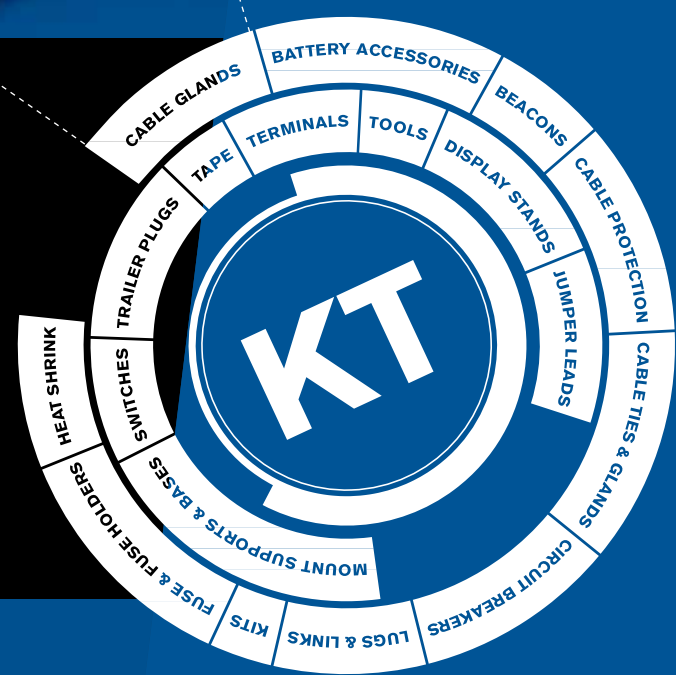 CABLE GLANDS
BATTERY ACCESSORIES
BEACONS
CABLE PROTECTION
CABLE TIES & GLANDS
CIRCUIT BREAKERS
LUGS & LINKS
KITS
FUSE & FUSE HOLDERS
HEAT SHRINK
TAPE
TERMINALS
TOOLS
DISPLAY STANDS
JUMPER LEADS
MOUNT SUPPORTS & BASES
SWITCHES
TRAILER PLUGS
KT